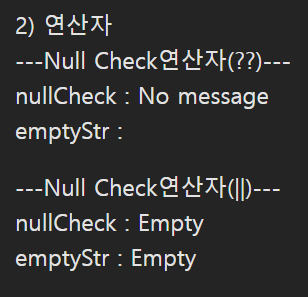 2) 연산자
---Null Check연산자(??)---
nullCheck : No message
emptyStr :
---Null Check연산자(||)---
nullCheck : Empty
emptyStr : Empty